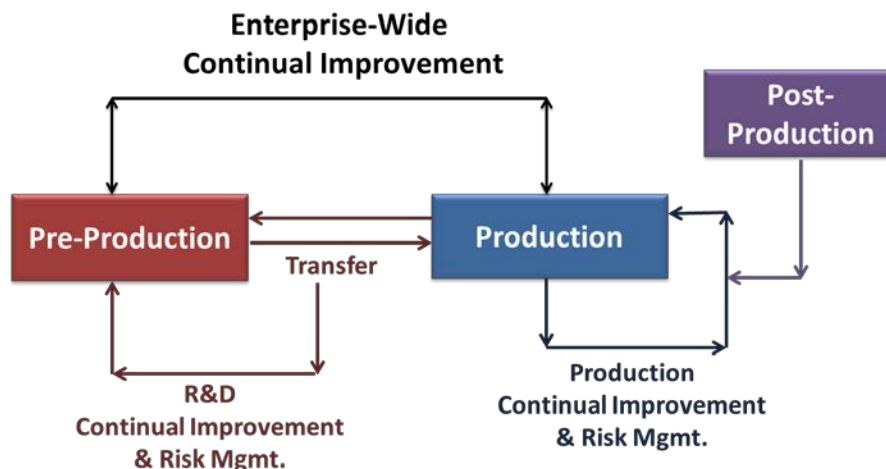 Enterprise-Wide
Continual Improvement
Post-
Production
Pre-Production
Production
Transfer
R&D
Continual Improvement
& Risk Mgmt.
Production
Continual Improvement
& Risk Mgmt.